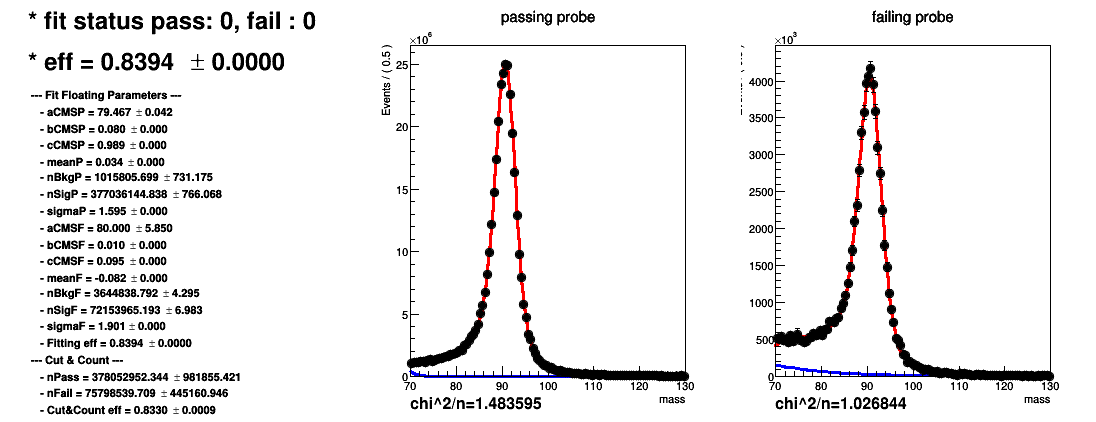 * fit status pass: 0, fail : 0
* eff = 0.8394 ± 0.0000
--- Fit Floating Parameters ---
- aCMSP = 79.467 ± 0.042
- bCMSP = 0.080 ± 0.000
- cCMSP = 0.989 ± 0.000
- meanP = 0.034 ± 0.000
- nBkgP = 1015805.699 ± 731.175
- nSigP = 377036144.838 ± 766.068
- sigmaP = 1.595 ± 0.000
- aCMSF = 80.000 ± 5.850
- bCMSF = 0.010 ± 0.000
- cCMSF = 0.095 ± 0.000
- meanF = -0.082 ± 0.000
- nBkgF = 3644838.792 ± 4.295
- nSigF = 72153965.193 ± 6.983
- sigmaF = 1.901 ± 0.000
- Fitting eff = 0.8394 ± 0.0000
--- Cut & Count ---
- nPass = 378052952.344 ± 981855.421
- nFail = 75798539.709 ± 445160.946
- Cut&Count eff = 0.8330 ± 0.0009
passing probe
×10⁶
Events / ( 0.5 )
25
20
15
10
5
0
70 80 90 100 110 120 130
mass
chi^2/n=1.483595
failing probe
×10³
4000
3500
3000
2500
2000
1500
1000
500
0
70 80 90 100 110 120 130
mass
chi^2/n=1.026844